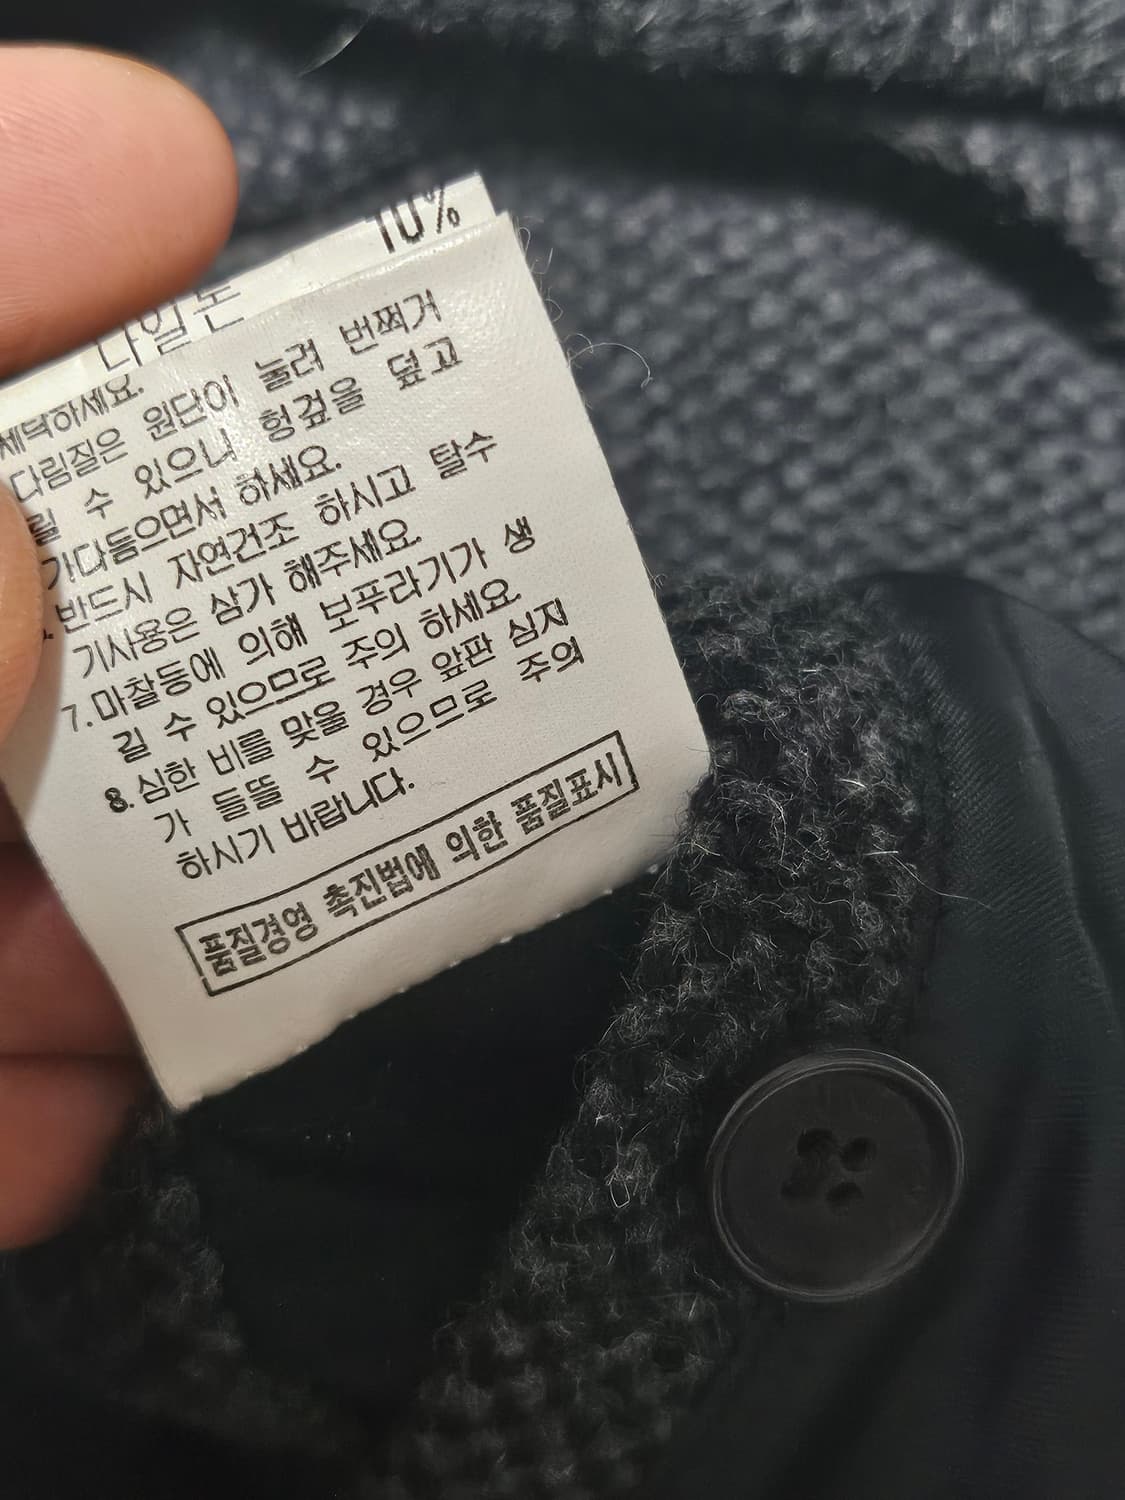 10%
나일론
세탁하세요.
다림질은 원단이 눌려 번쩍거
릴 수 있으니 헝겊을 덮고
가다듬으면서 하세요.
반드시 자연건조 하시고 탈수
기사용은 삼가 해주세요.
7. 마찰등에 의해 보푸라기가 생
길 수 있으므로 주의 하세요.
8. 심한 비를 맞을 경우 앞판 심지
가 들뜰 수 있으므로 주의
하시기 바랍니다.
품질경영 촉진법에 의한 품질표시